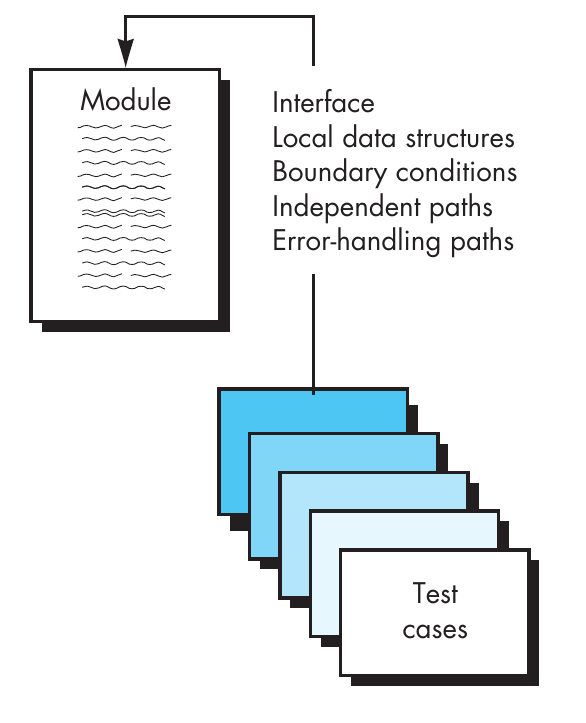 Module
Interface
Local data structures
Boundary conditions
Independent paths
Error-handling paths
Test
cases